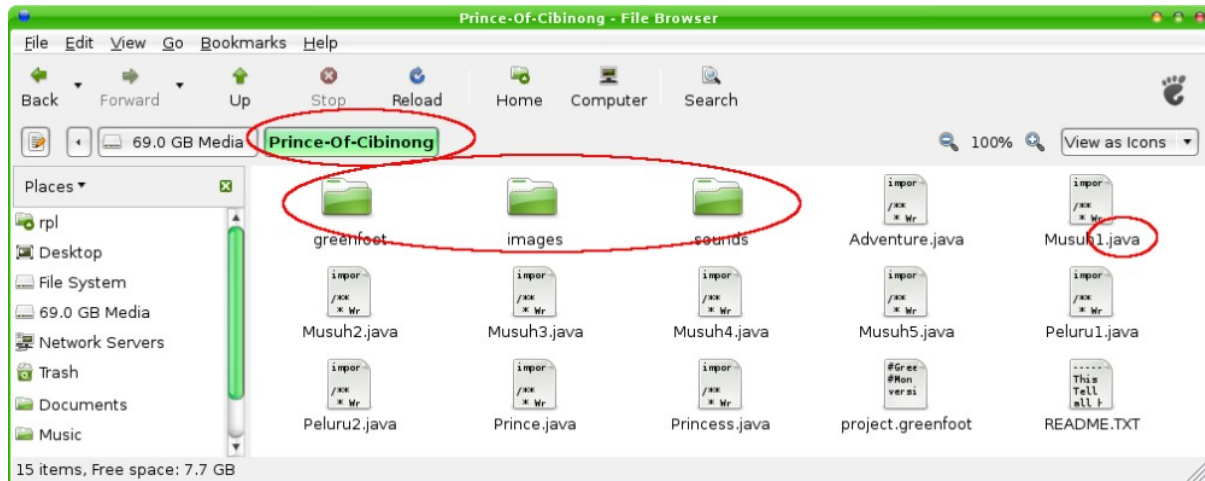 Prince-Of-Cibinong - File Browser
File Edit View Go Bookmarks Help
Back Forward Up Stop Reload Home Computer Search
69.0 GB Media Prince-Of-Cibinong 100% View as Icons
Places
rpl
Desktop
File System
69.0 GB Media
Network Servers
Trash
Documents
Music
greenfoot images sounds Adventure.java Musuh1.java
Musuh2.java Musuh3.java Musuh4.java Musuh5.java Peluru1.java
Peluru2.java Prince.java Princess.java project.greenfoot README.TXT
15 items, Free space: 7.7 GB